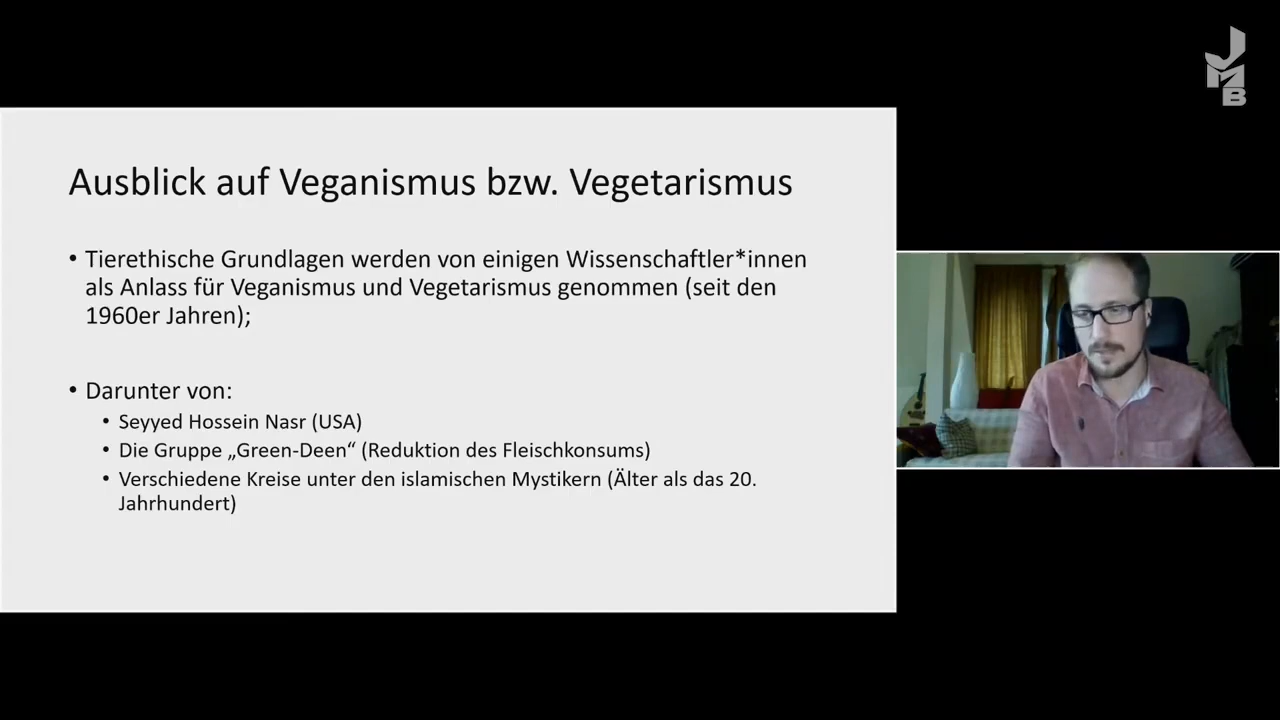 JMB
Ausblick auf Veganismus bzw. Vegetarismus
• Tierethische Grundlagen werden von einigen Wissenschaftler*innen
als Anlass für Veganismus und Vegetarismus genommen (seit den
1960er Jahren);
• Darunter von:
• Seyyed Hossein Nasr (USA)
• Die Gruppe „Green-Deen“ (Reduktion des Fleischkonsums)
• Verschiedene Kreise unter den islamischen Mystikern (Älter als das 20.
Jahrhundert)